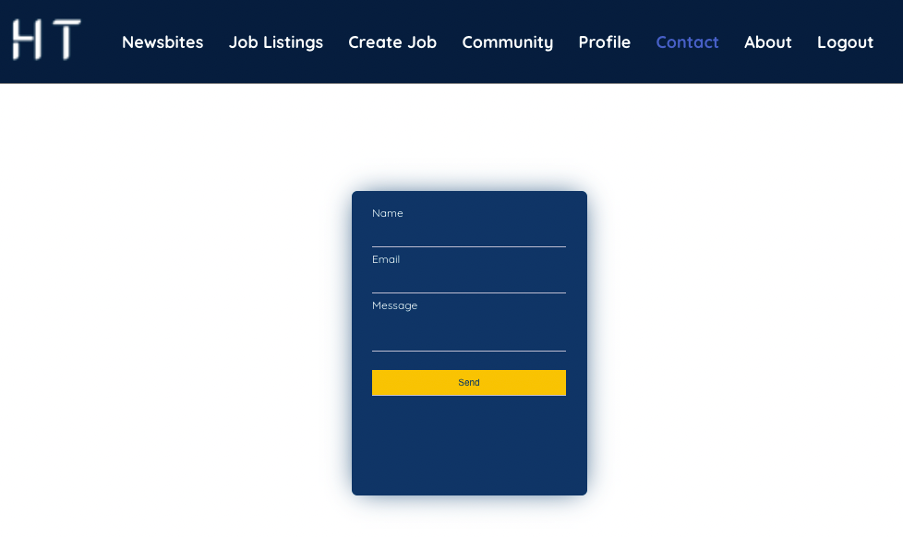 HT Newsbites Job Listings Create Job Community Profile Contact About Logout
Name
Email
Message
Send